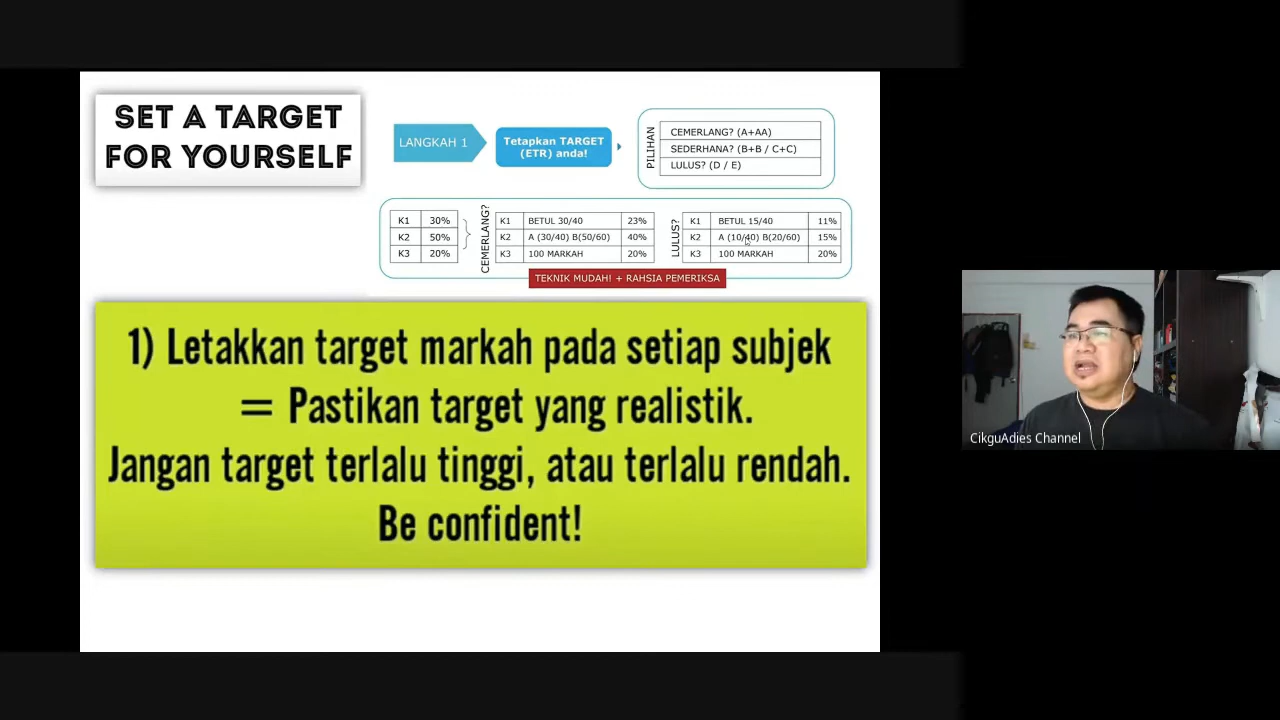 SET A TARGET
FOR YOURSELF
LANGKAH 1
Tetapkan TARGET
(ETR) anda!
PILIHAN
CEMERLANG? (A+AA)
SEDERHANA? (B+B / C+C)
LULUS? (D / E)
K1 30%
K2 50%
K3 20%
CEMERLANG?
K1 BETUL 30/40 23%
K2 A (30/40) B(50/60) 40%
K3 100 MARKAH 20%
LULUS?
K1 BETUL 15/40 11%
K2 A (10/40) B(20/60) 15%
K3 100 MARKAH 20%
TEKNIK MUDAH! + RAHSIA PEMERIKSA
1) Letakkan target markah pada setiap subjek
= Pastikan target yang realistik.
Jangan target terlalu tinggi, atau terlalu rendah.
Be confident!
CikguAdies Channel